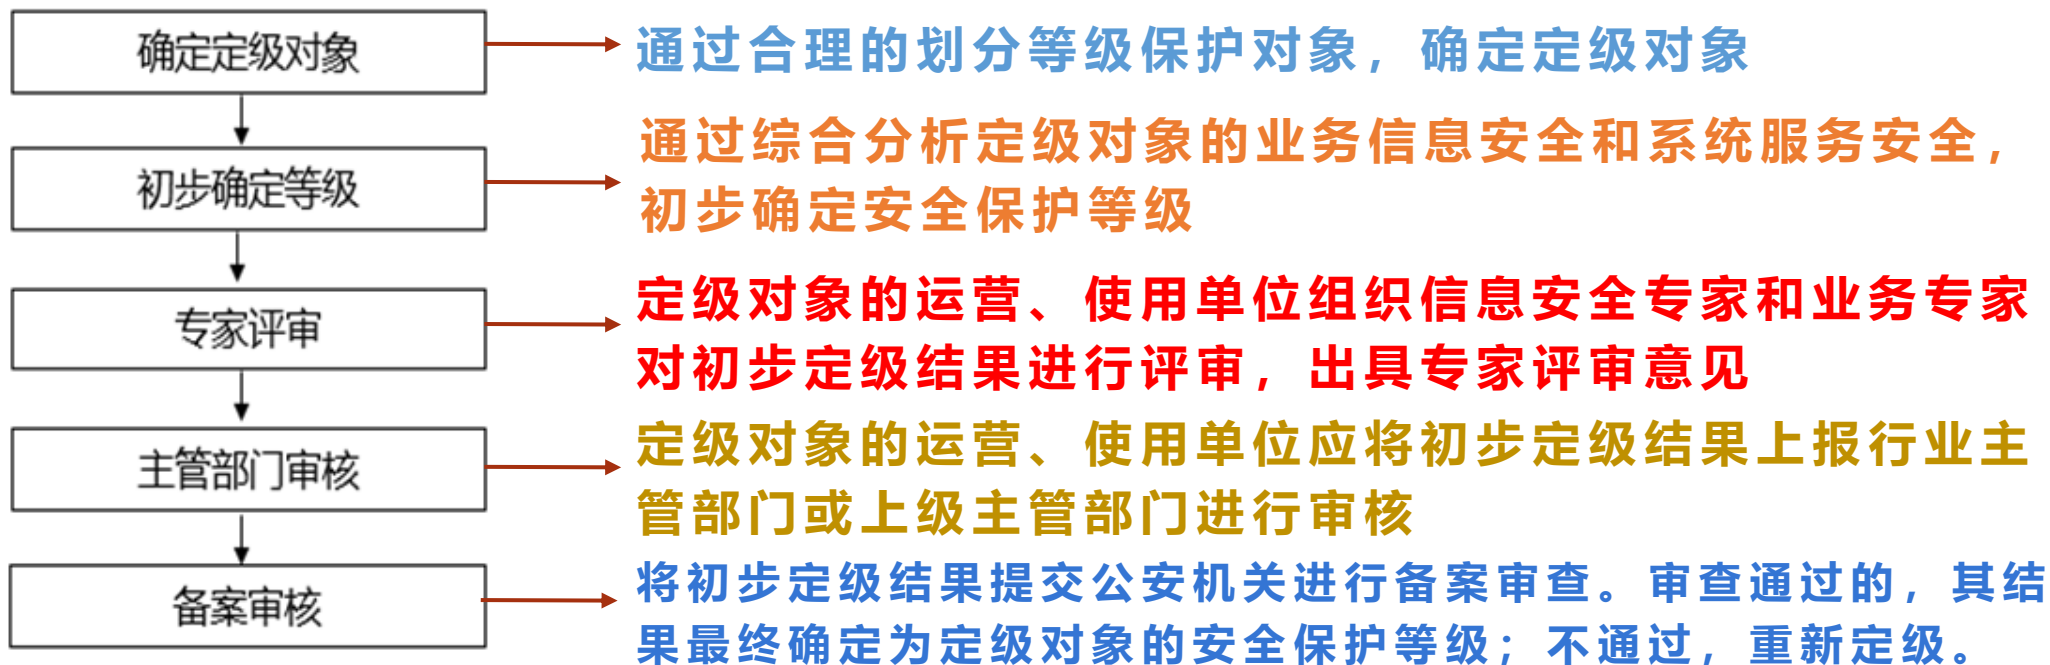 确定定级对象
通过合理的划分等级保护对象，确定定级对象
初步确定等级
通过综合分析定级对象的业务信息安全和系统服务安全，
初步确定安全保护等级
专家评审
定级对象的运营、使用单位组织信息安全专家和业务专家
对初步定级结果进行评审，出具专家评审意见
主管部门审核
定级对象的运营、使用单位应将初步定级结果上报行业主
管部门或上级主管部门进行审核
备案审核
将初步定级结果提交公安机关进行备案审查。审查通过的，其结
果最终确定为定级对象的安全保护等级；不通过，重新定级。